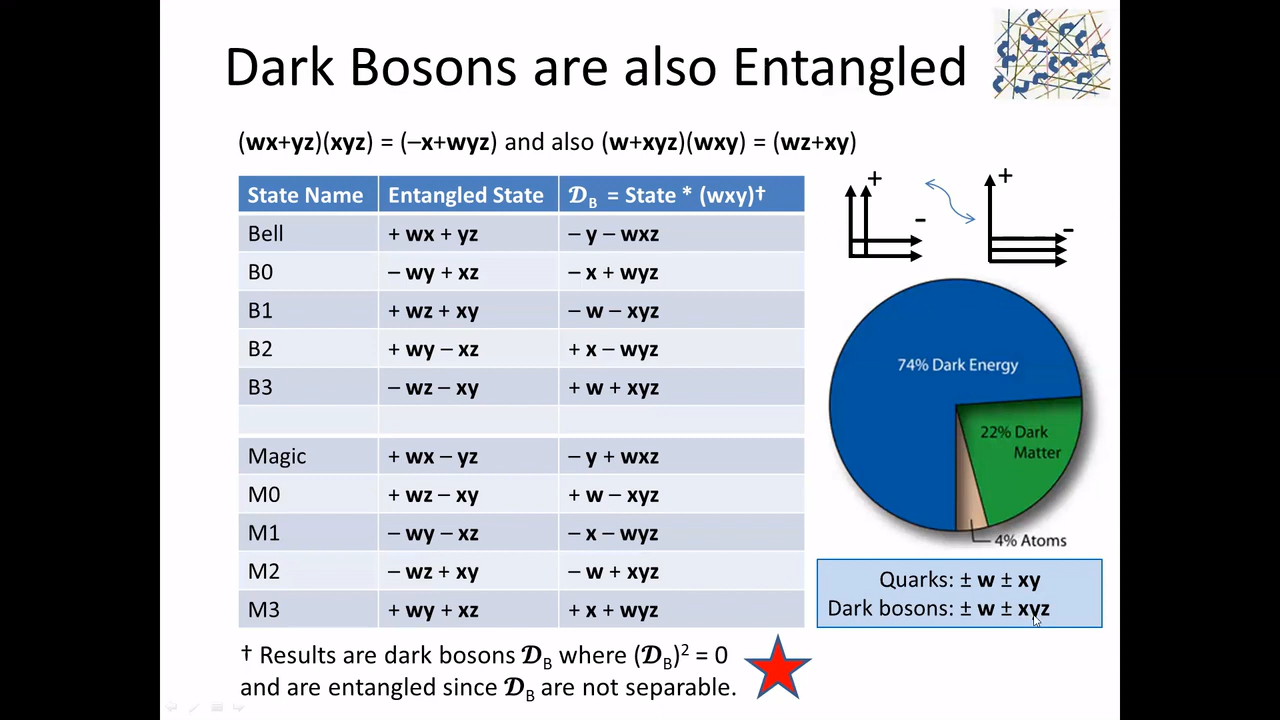 Dark Bosons are also Entangled
(wx+yz)(xyz) = (–x+wyz) and also (w+xyz)(wxy) = (wz+xy)
State Name Entangled State 𝓓B = State * (wxy)†
Bell + wx + yz – y – wxz
B0 – wy + xz – x + wyz
B1 + wz + xy – w – xyz
B2 + wy – xz + x – wyz
B3 – wz – xy + w + xyz
Magic + wx – yz – y + wxz
M0 + wz – xy + w – xyz
M1 – wy – xz – x – wyz
M2 – wz + xy – w + xyz
M3 + wy + xz + x + wyz
† Results are dark bosons 𝓓B where (𝓓B)2 = 0
and are entangled since 𝓓B are not separable.
+
–
+
–
74% Dark Energy
22% Dark
Matter
4% Atoms
Quarks: ± w ± xy
Dark bosons: ± w ± xyz